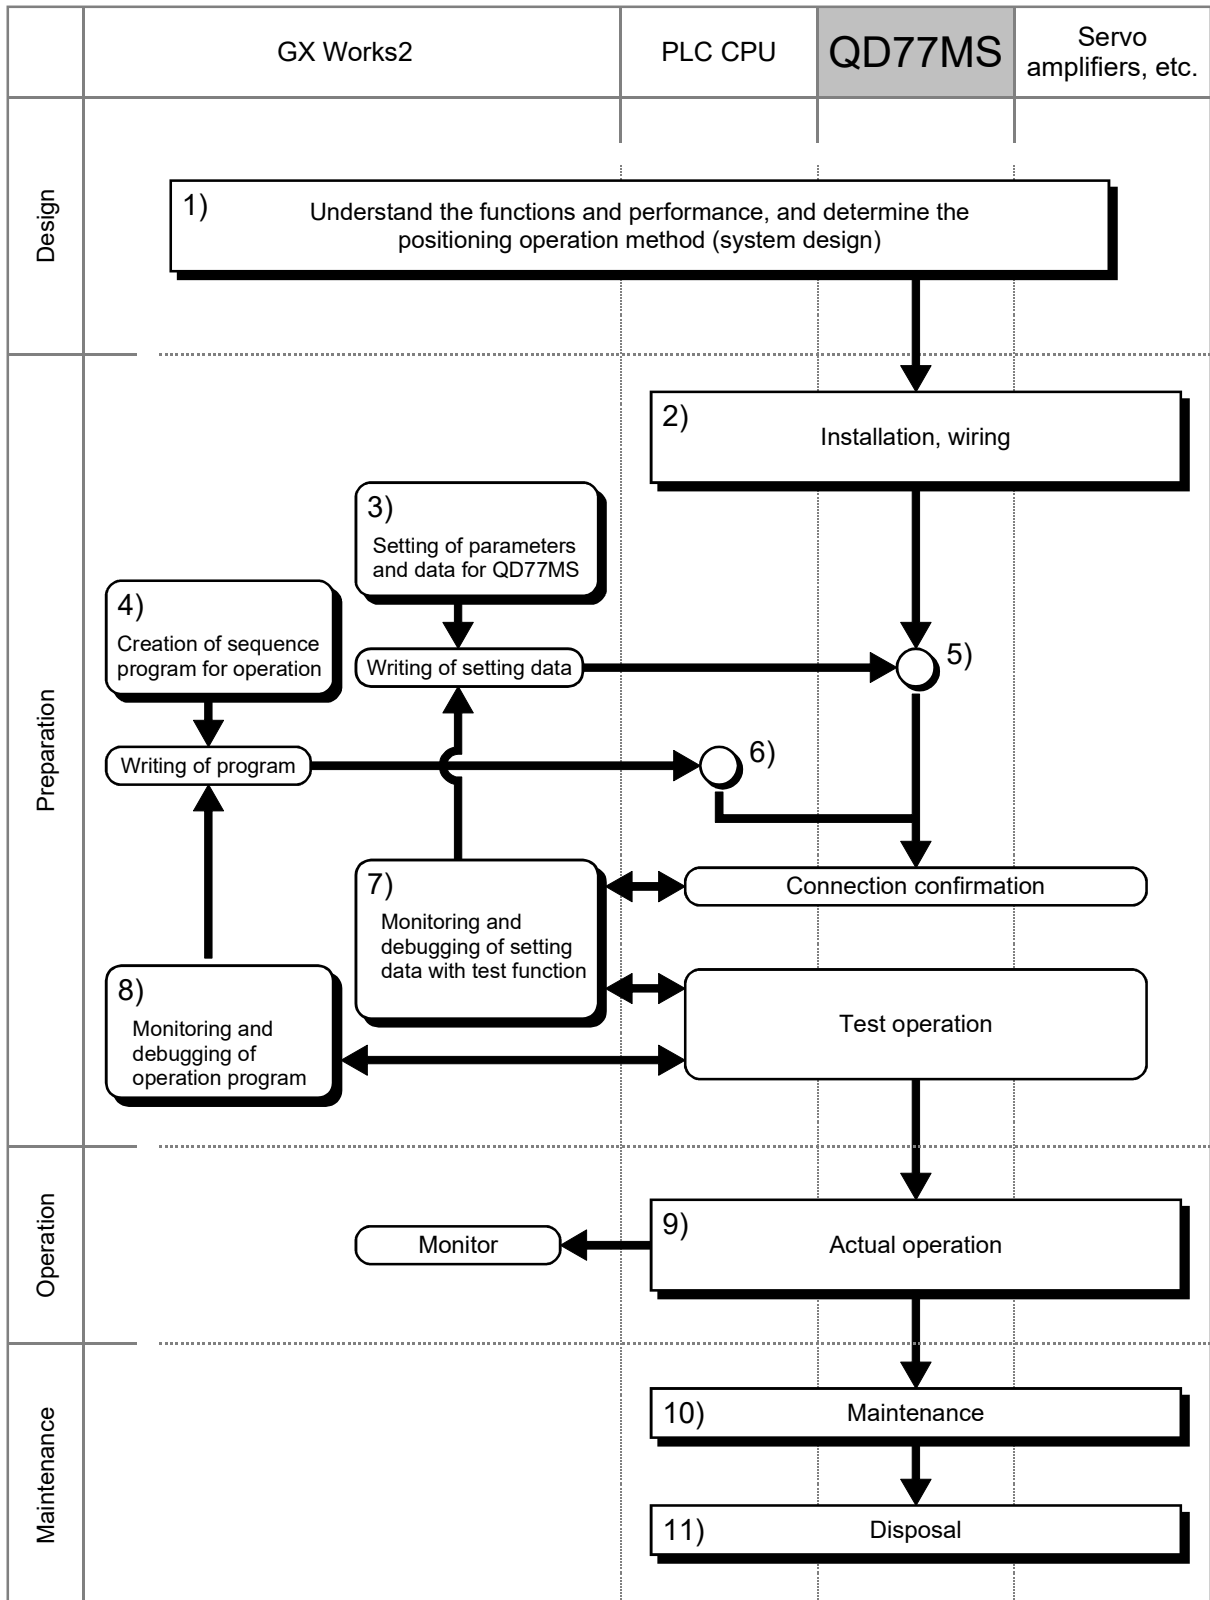 GX Works2
PLC CPU
QD77MS
Servo
amplifiers, etc.
Design
1)
Understand the functions and performance, and determine the
positioning operation method (system design)
Preparation
2)
Installation, wiring
3)
Setting of parameters
and data for QD77MS
4)
Creation of sequence
program for operation
Writing of setting data
5)
Writing of program
6)
7)
Monitoring and
debugging of setting
data with test function
Connection confirmation
8)
Monitoring and
debugging of
operation program
Test operation
Operation
Monitor
9)
Actual operation
Maintenance
10)
Maintenance
11)
Disposal